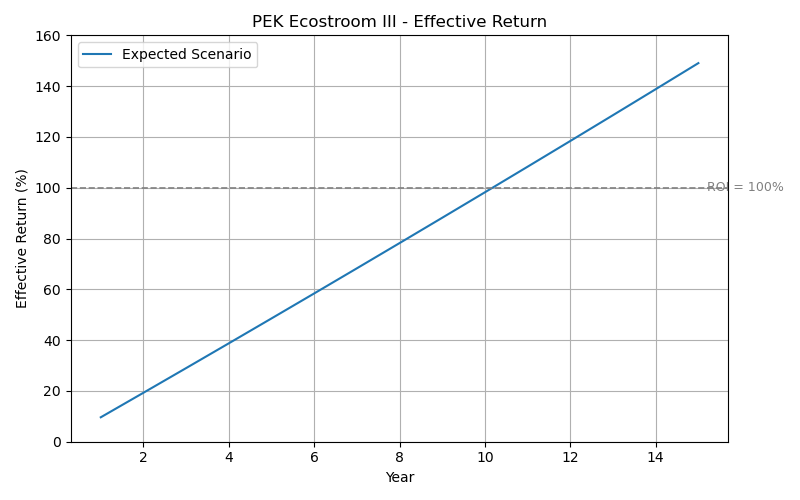 PEK Ecostroom III - Effective Return
Expected Scenario
Effective Return (%)
160
140
120
100
80
60
40
20
0
ROI = 100%
2 4 6 8 10 12 14
Year